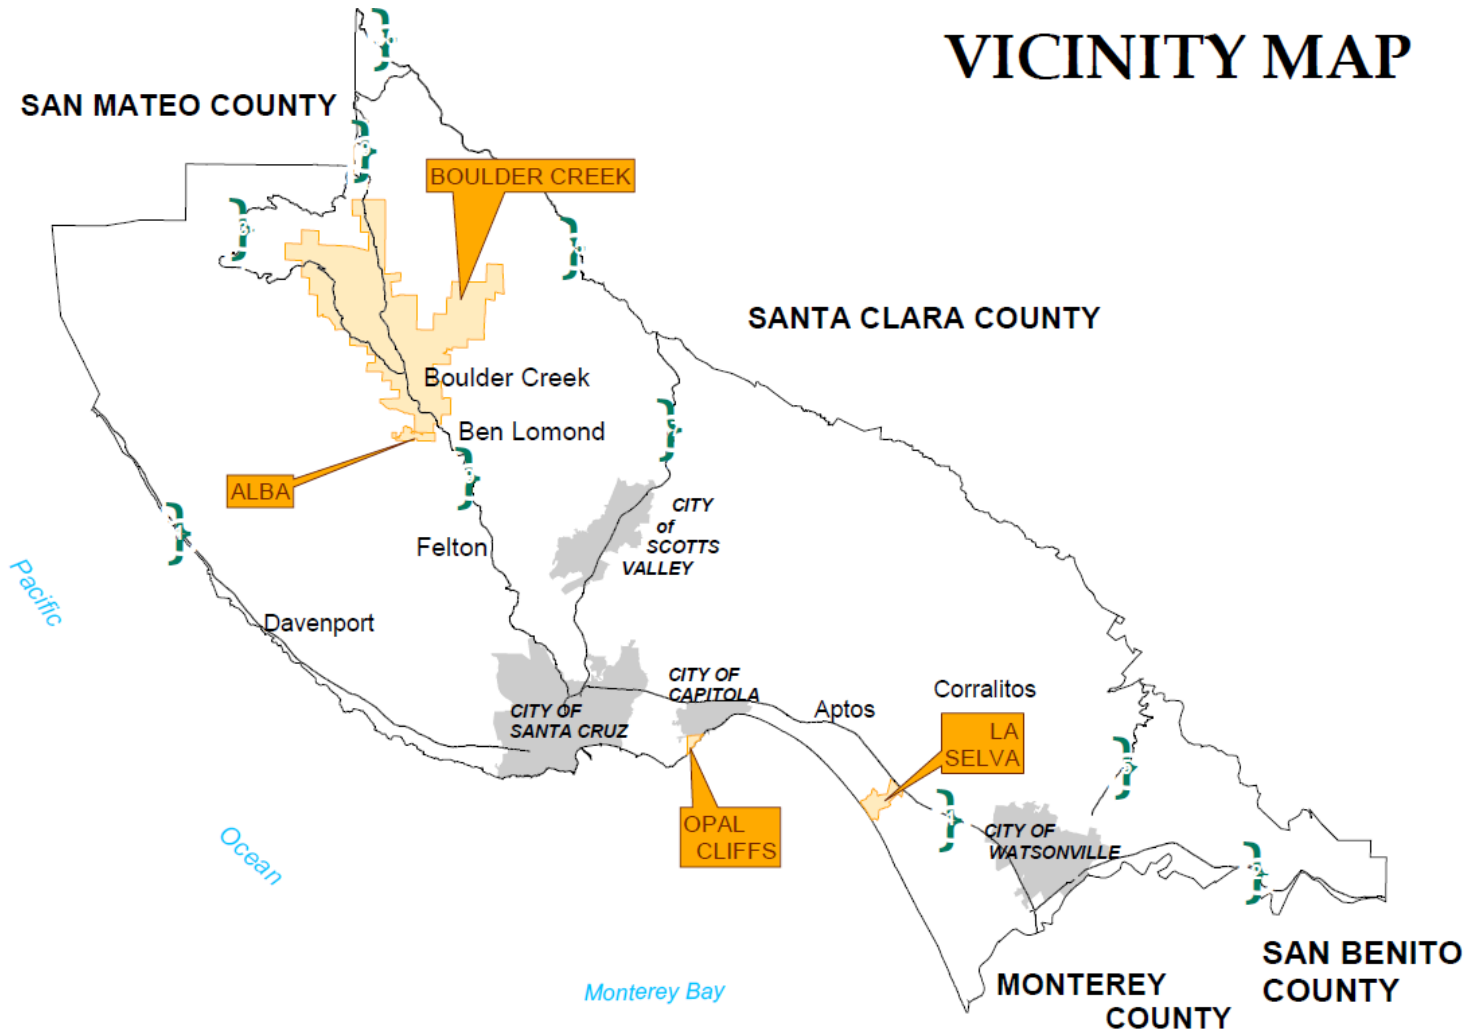 VICINITY MAP
SAN MATEO COUNTY
BOULDER CREEK
SANTA CLARA COUNTY
Boulder Creek
Ben Lomond
ALBA
CITY
of
SCOTTS
VALLEY
Felton
Pacific
Davenport
CITY OF
CAPITOLA
Corralitos
CITY OF
SANTA CRUZ
Aptos
LA
SELVA
OPAL
CLIFFS
CITY OF
WATSONVILLE
Ocean
SAN BENITO
COUNTY
Monterey Bay
MONTEREY
COUNTY